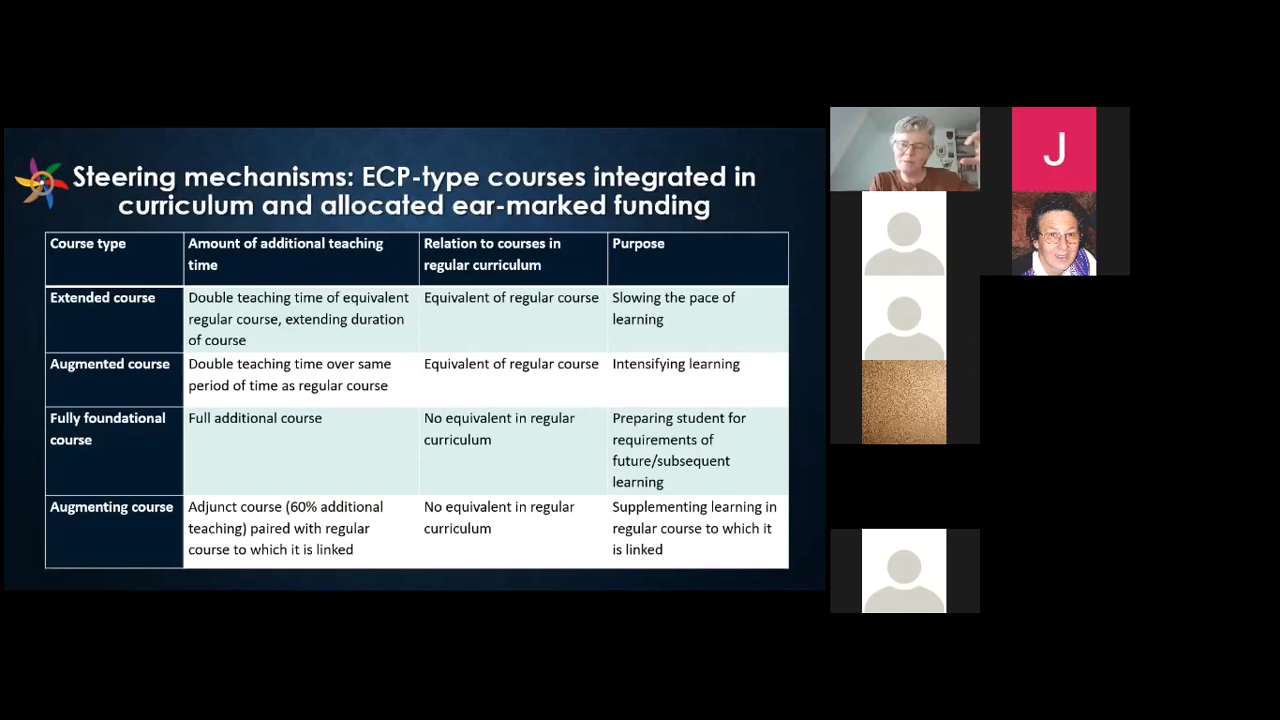 Steering mechanisms: ECP-type courses integrated in
curriculum and allocated ear-marked funding
Course type
Amount of additional teaching
time
Relation to courses in
regular curriculum
Purpose
Extended course
Double teaching time of equivalent
regular course, extending duration
of course
Equivalent of regular course
Slowing the pace of
learning
Augmented course
Double teaching time over same
period of time as regular course
Equivalent of regular course
Intensifying learning
Fully foundational
course
Full additional course
No equivalent in regular
curriculum
Preparing student for
requirements of
future/subsequent
learning
Augmenting course
Adjunct course (60% additional
teaching) paired with regular
course to which it is linked
No equivalent in regular
curriculum
Supplementing learning in
regular course to which it
is linked
J